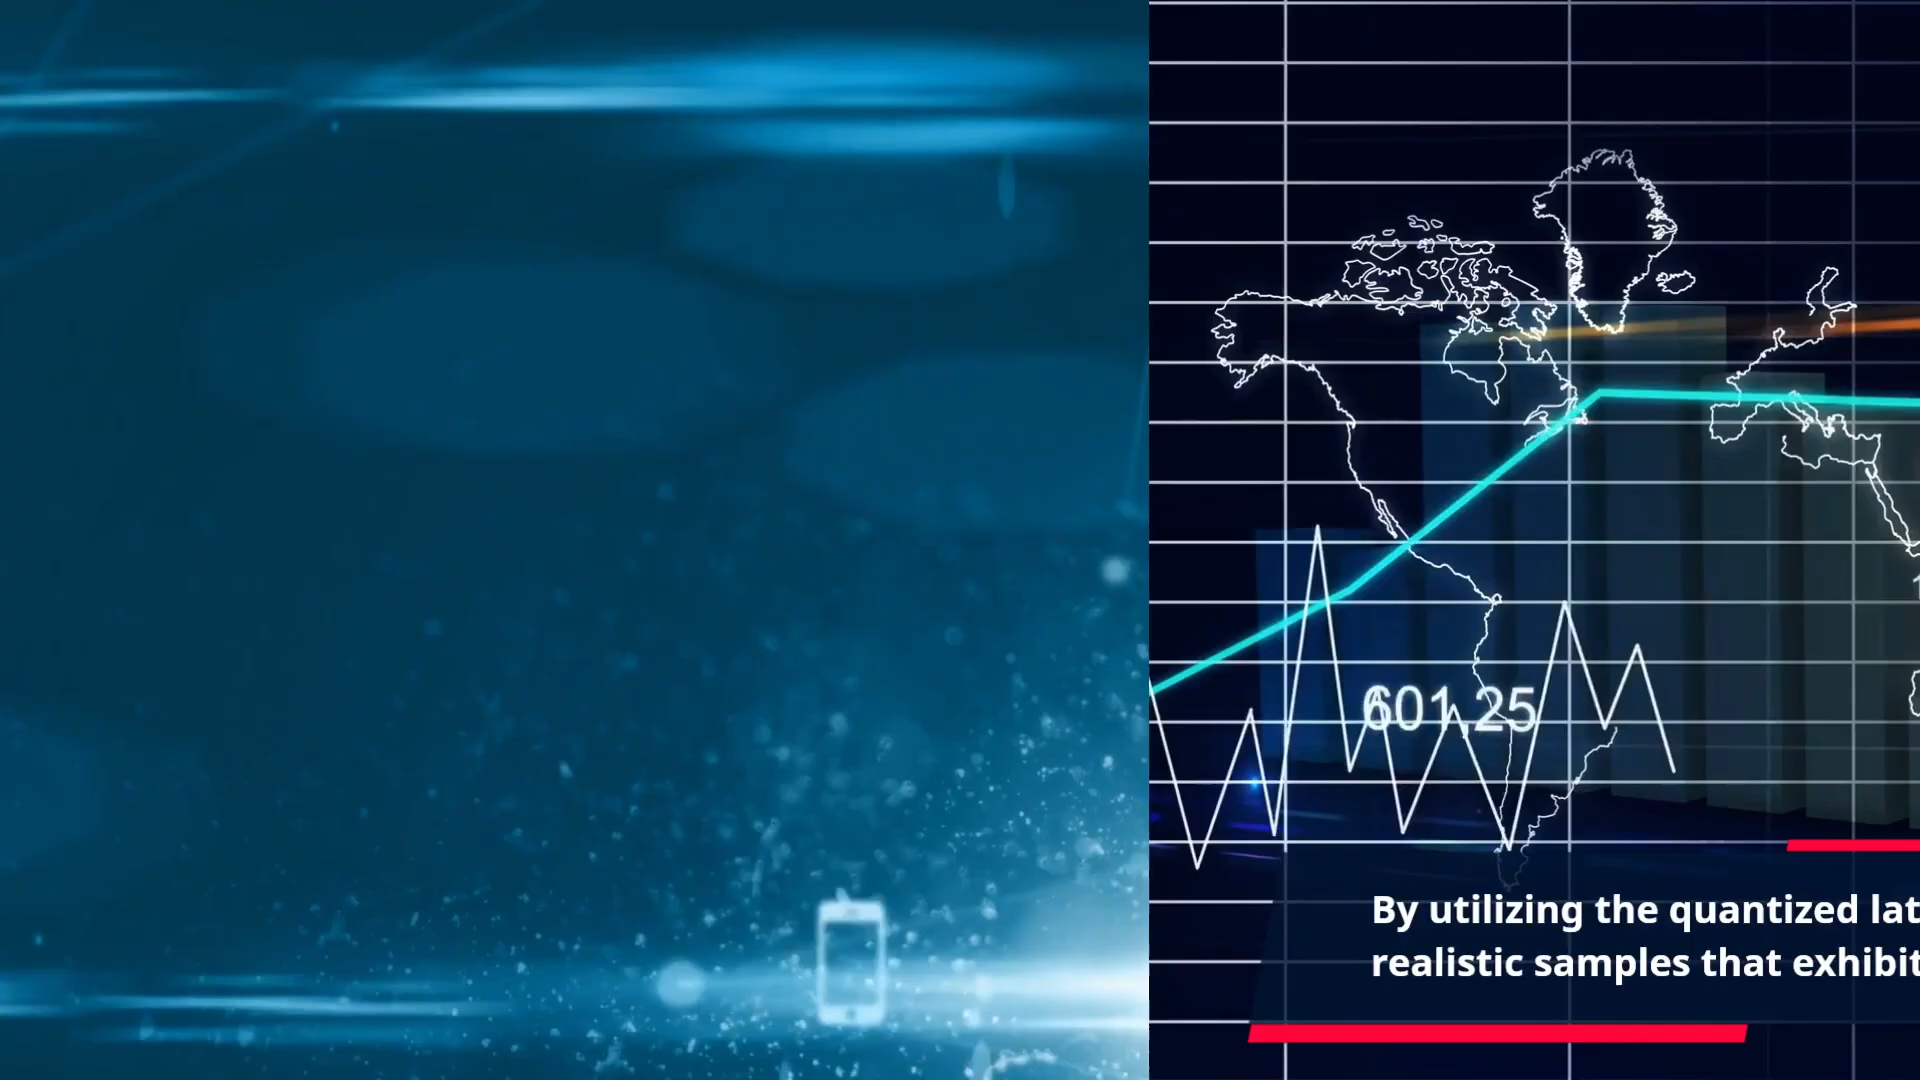 601,25
By utilizing the quantized lat
realistic samples that exhibit